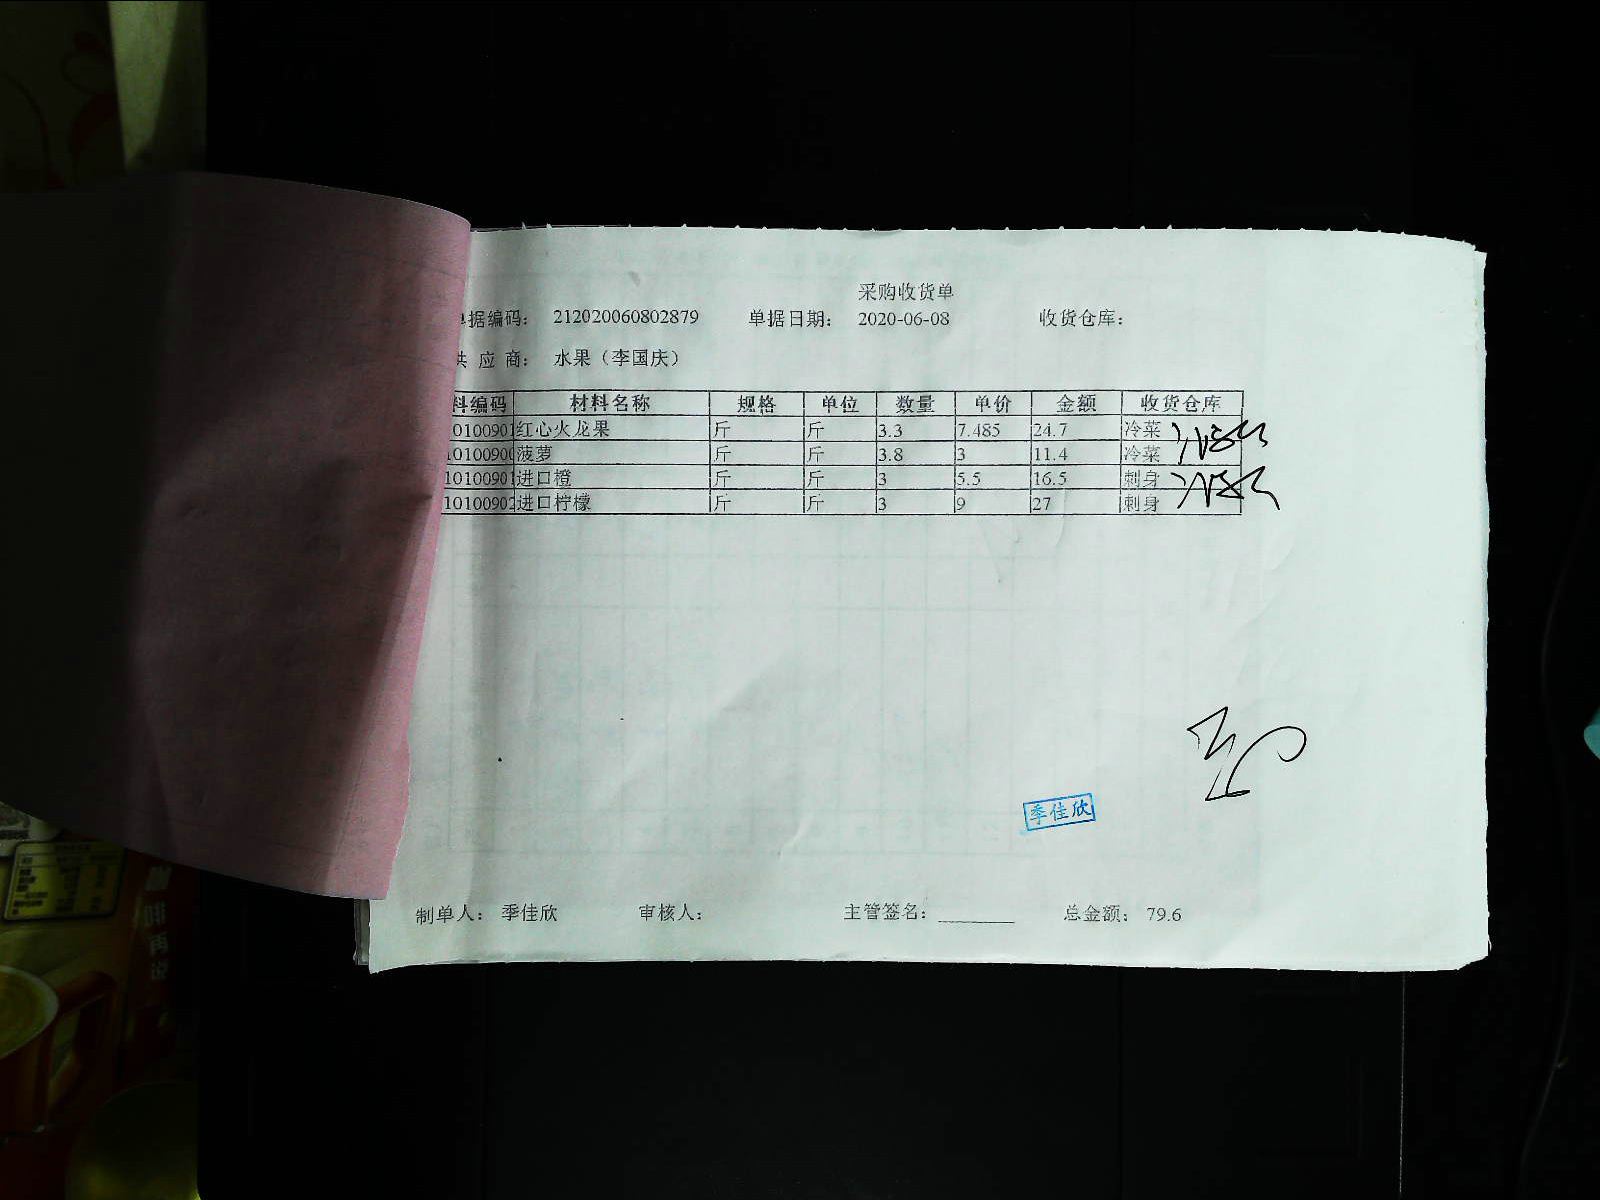 采购收货单
单据编码： 212020060802879 单据日期： 2020-06-08 收货仓库：
供 应 商： 水果（李国庆）
料编码 材料名称 规格 单位 数量 单价 金额 收货仓库
1010090 红心火龙果 斤 斤 3.3 7.485 24.7 冷菜
1010090 菠萝 斤 斤 3.8 3 11.4 冷菜
1010090 进口橙 斤 斤 3 5.5 16.5 刺身
10100902 进口柠檬 斤 斤 3 9 27 刺身
季佳欣
制单人： 季佳欣 审核人： 主管签名： 总金额： 79.6